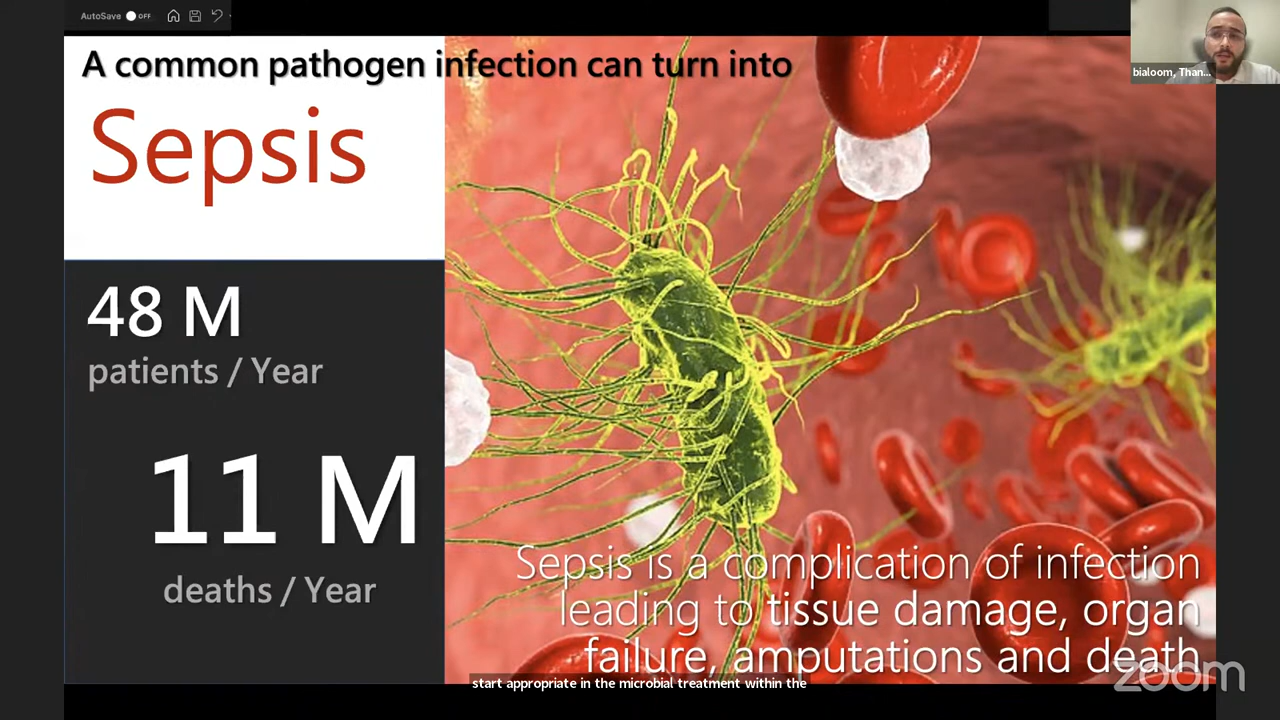 AutoSave OFF
bialoom, Than...
A common pathogen infection can turn into
Sepsis
48 M
patients / Year
11 M
deaths / Year
Sepsis is a complication of infection
leading to tissue damage, organ
failure, amputations and death
zoom
start appropriate in the microbial treatment within the